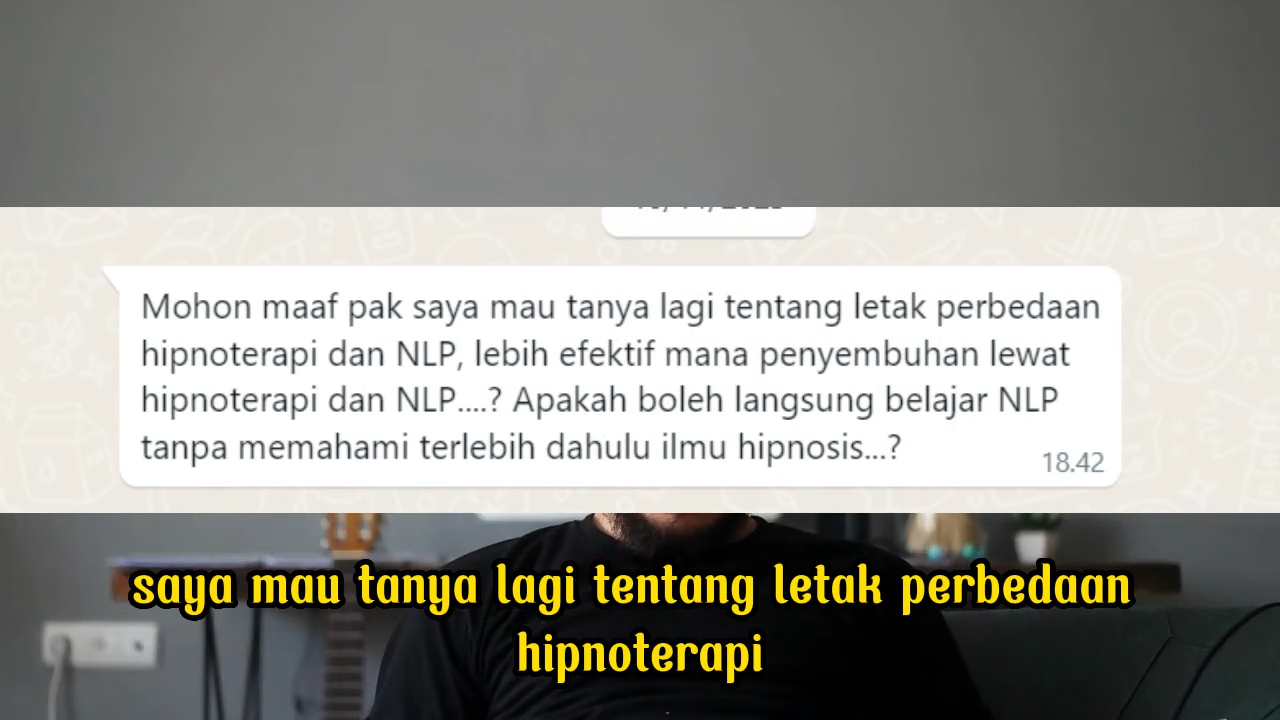 Mohon maaf pak saya mau tanya lagi tentang letak perbedaan
hipnoterapi dan NLP, lebih efektif mana penyembuhan lewat
hipnoterapi dan NLP....? Apakah boleh langsung belajar NLP
tanpa memahami terlebih dahulu ilmu hipnosis...?
18.42
saya mau tanya lagi tentang letak perbedaan
hipnoterapi